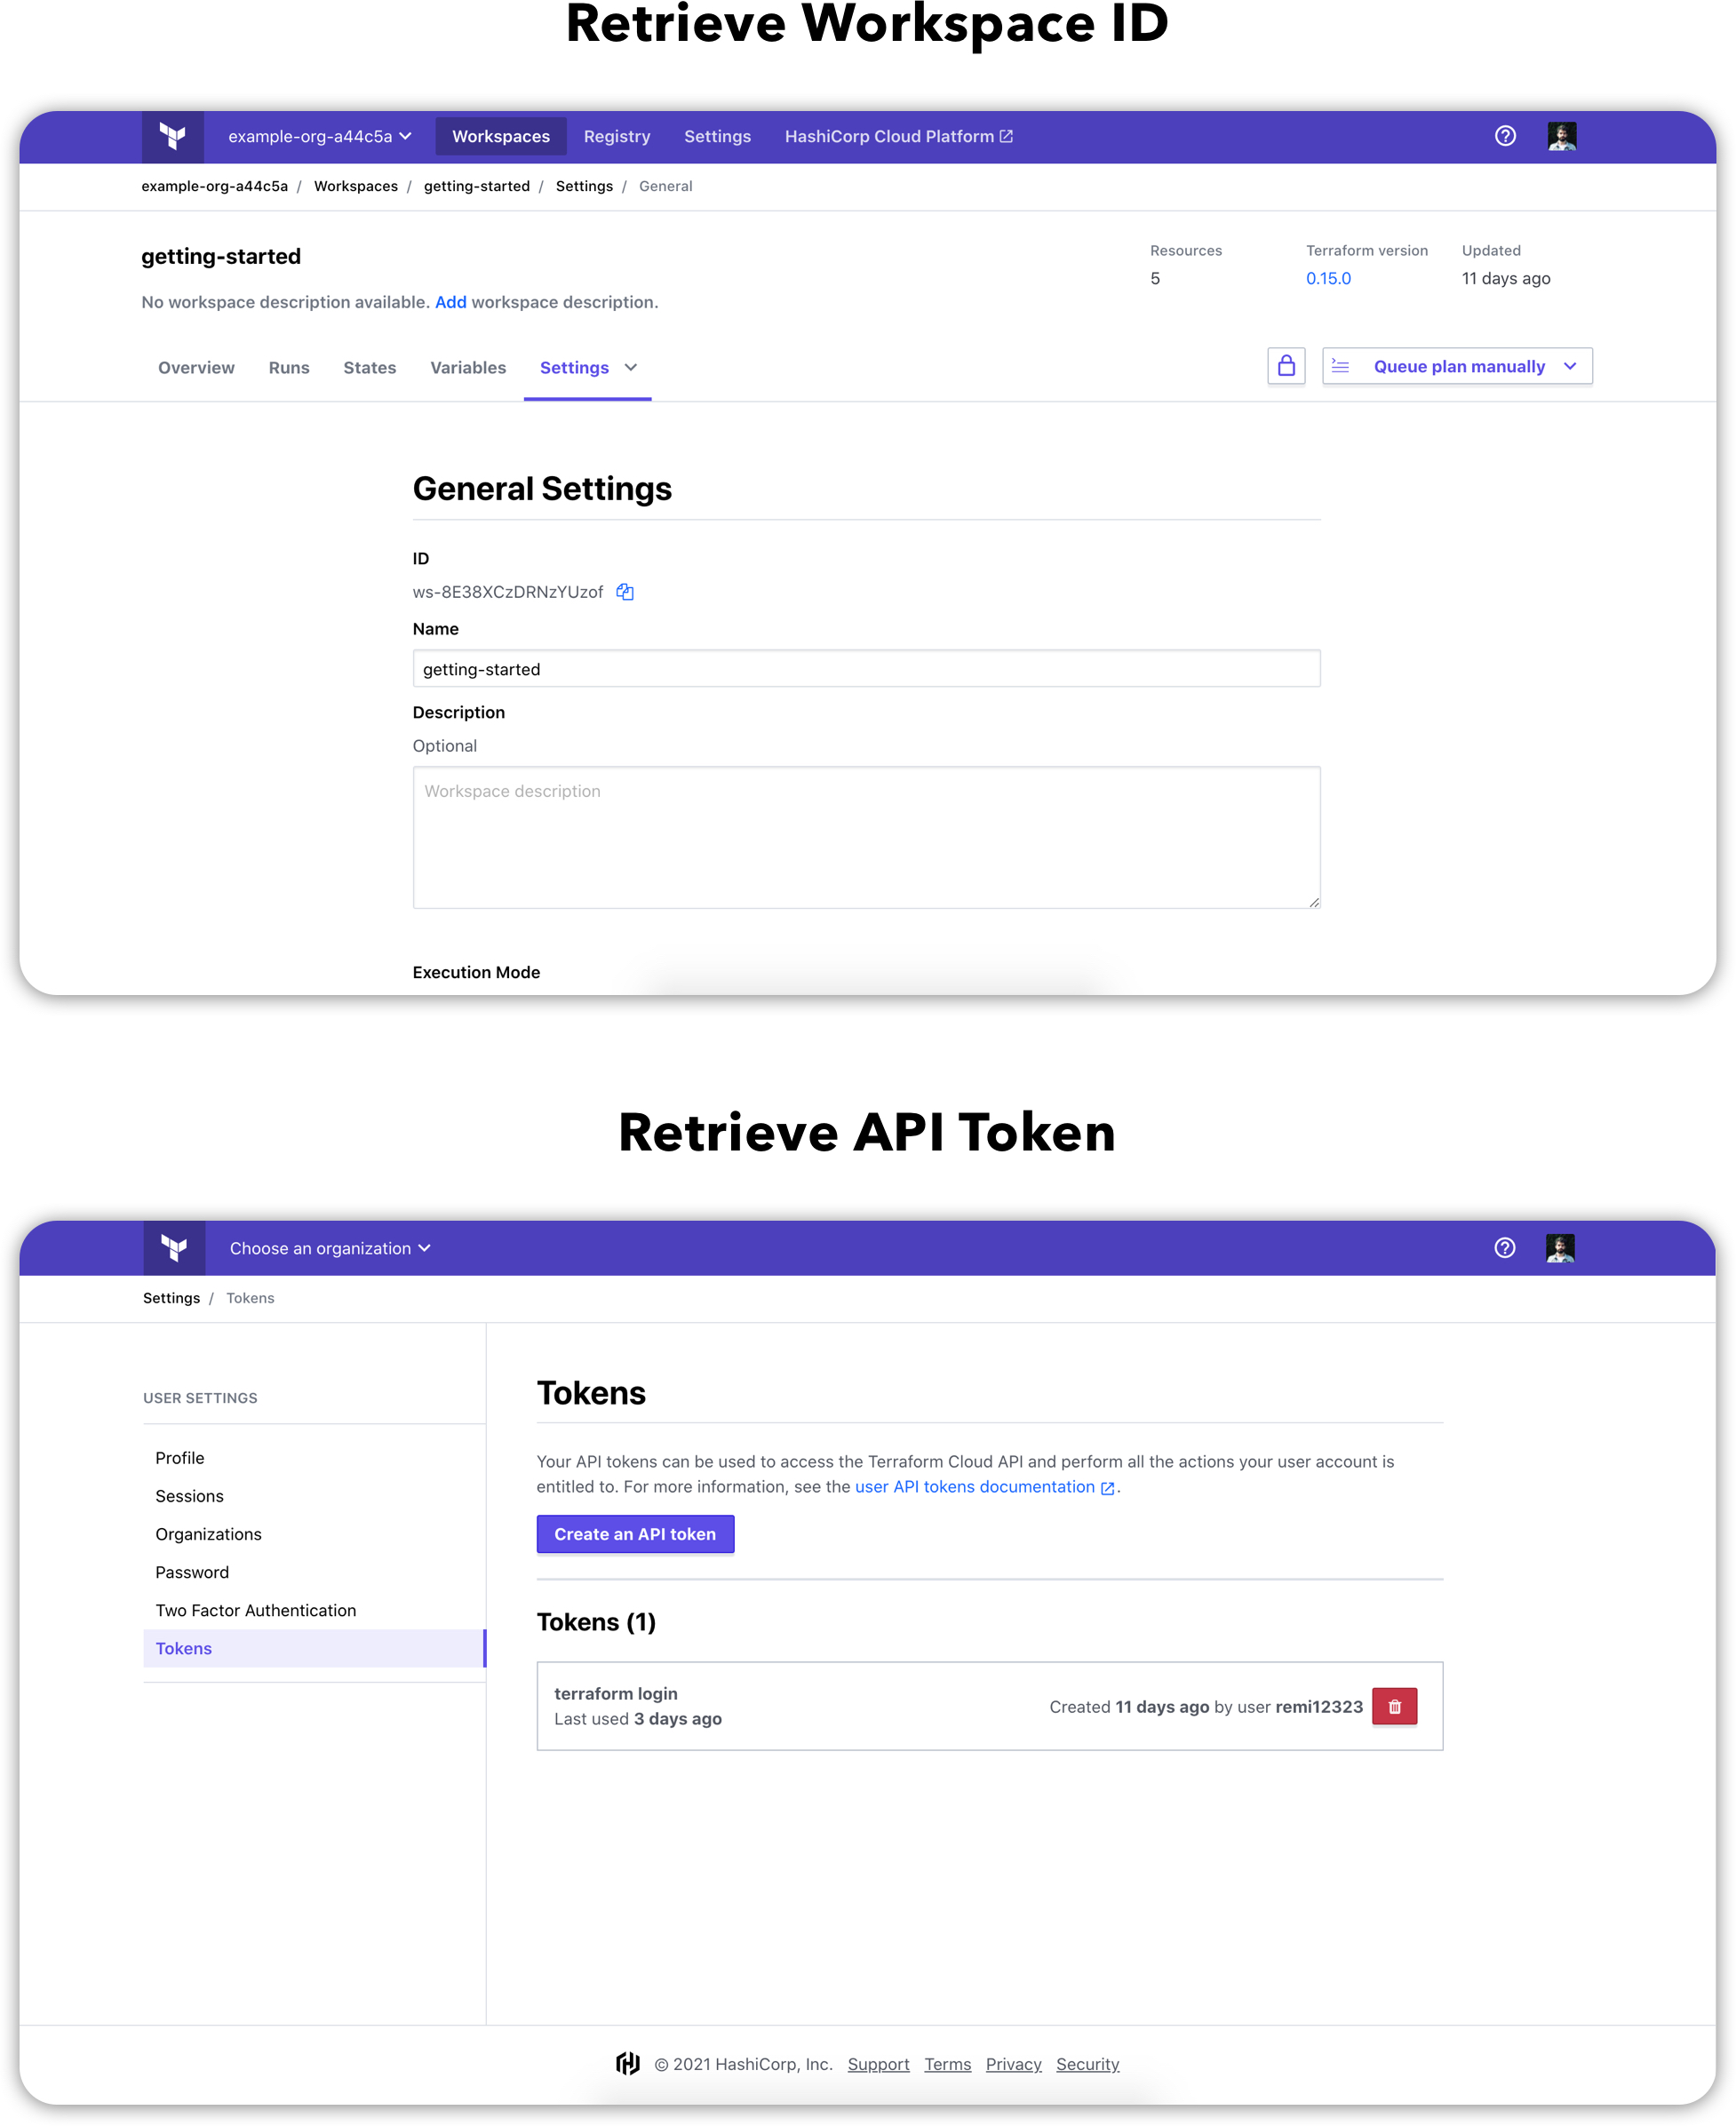 Retrieve Workspace ID
example-org-a44c5a Workspaces Registry Settings HashiCorp Cloud Platform
example-org-a44c5a / Workspaces / getting-started / Settings / General
getting-started
Resources Terraform version Updated
5 0.15.0 11 days ago
No workspace description available. Add workspace description.
Overview Runs States Variables Settings Queue plan manually
General Settings
ID
ws-8E38XCzDRNzYUzof
Name
getting-started
Description
Optional
Workspace description
Execution Mode
Retrieve API Token
Choose an organization
Settings / Tokens
USER SETTINGS
Profile
Sessions
Organizations
Password
Two Factor Authentication
Tokens
Tokens
Your API tokens can be used to access the Terraform Cloud API and perform all the actions your user account is
entitled to. For more information, see the user API tokens documentation .
Create an API token
Tokens (1)
terraform login
Last used 3 days ago
Created 11 days ago by user remi12323
© 2021 HashiCorp, Inc. Support Terms Privacy Security